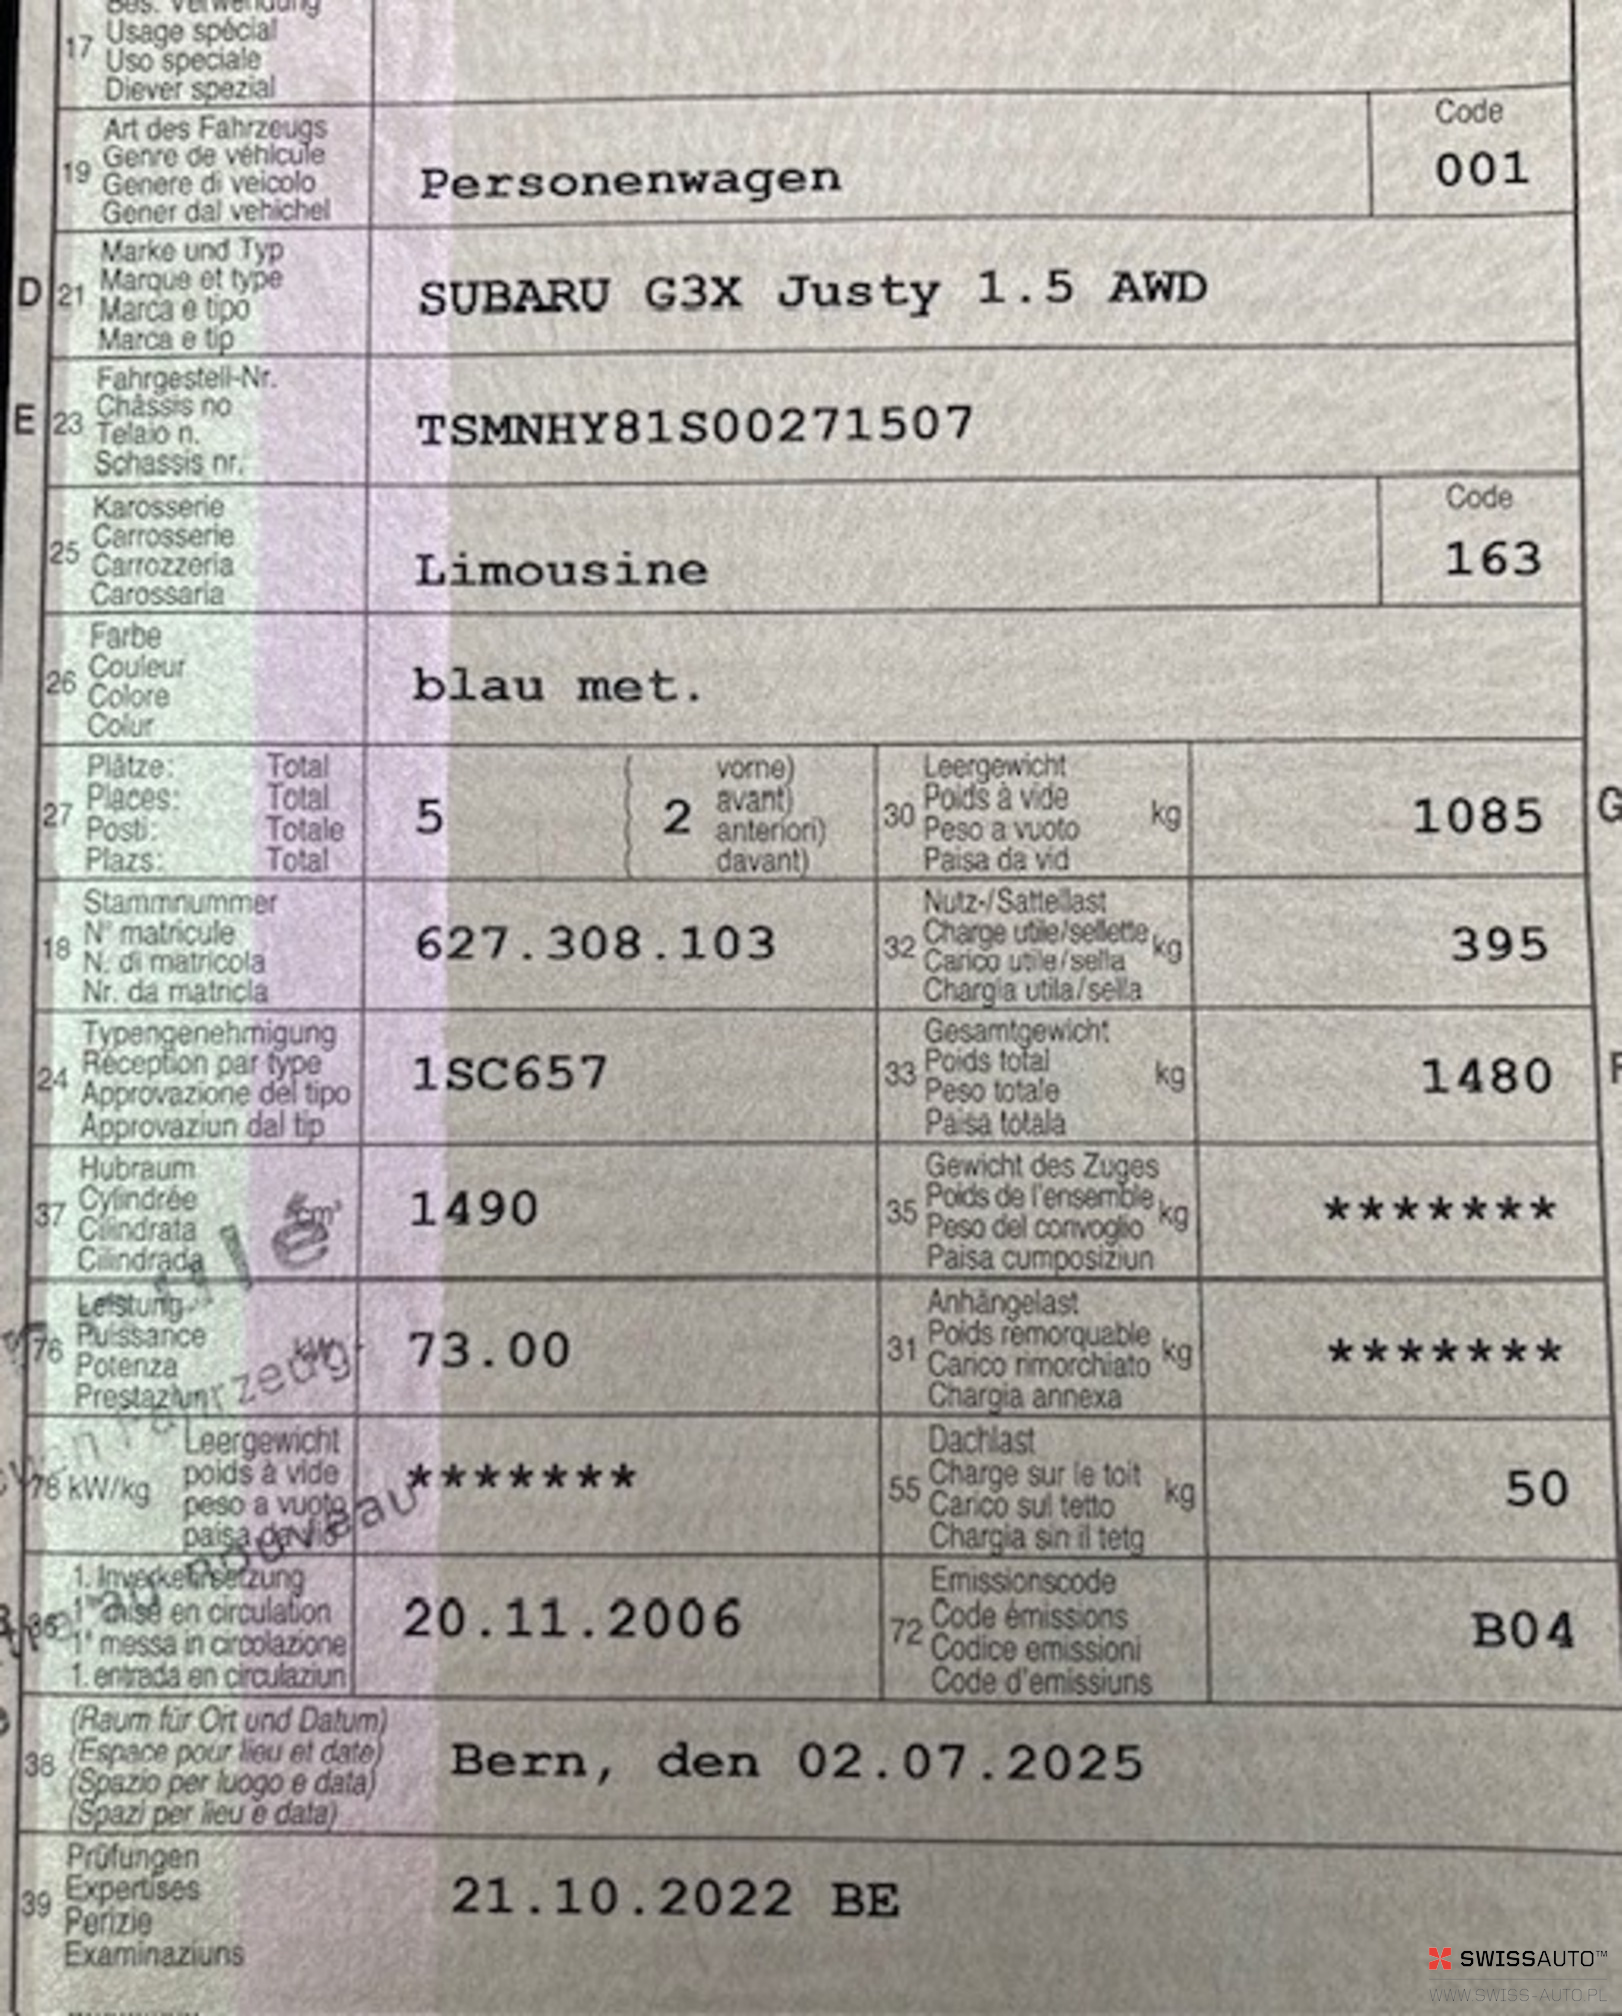 Bes. Verwendung
17 Usage spécial
Uso speciale
Diever spezial
Art des Fahrzeugs
19 Genre de véhicule
Genere di veicolo
Gener dal vehichel
Personenwagen
Code
001
D 21 Marke und Typ
Marque et type
Marca e tipo
Marca e tip
SUBARU G3X Justy 1.5 AWD
E 23 Fahrgestell-Nr.
Châssis no
Telaio n.
Schassis nr.
TSMNHY81S00271507
25 Karosserie
Carrosserie
Carrozzeria
Carossaria
Limousine
Code
163
26 Farbe
Couleur
Colore
Colur
blau met.
27 Plätze: Total
Places: Total
Posti: Totale
Plazs: Total
5 ( 2 vorne)
avant)
anteriori)
davant)
30 Leergewicht
Poids à vide
Peso a vuoto
Paisa da vid
kg
1085
G
18 Stammnummer
N° matricule
N. di matricola
Nr. da matricla
627.308.103
32 Nutz-/Sattellast
Charge utile/sellette
Carico utile/sella
Chargia utila/sella
kg
395
24 Typengenehmigung
Réception par type
Approvazione del tipo
Approvaziun dal tip
1SC657
33 Gesamtgewicht
Poids total
Peso totale
Paisa totala
kg
1480
F
37 Hubraum
Cylindrée
Cilindrata
Cilindrada
cm³
1490
35 Gewicht des Zuges
Poids de l'ensemble
Peso del convoglio
Paisa cumposiziun
kg
*******
76 Leistung
Puissance
Potenza
Prestaziun
kW
73.00
31 Anhängelast
Poids remorquable
Carico rimorchiato
Chargia annexa
kg
*******
78 kW/kg
Leergewicht
poids à vide
peso a vuoto
paisa da vid
*******
55 Dachlast
Charge sur le toit
Carico sul tetto
Chargia sin il tetg
kg
50
36 1. Inverkehrsetzung
1re mise en circulation
1a messa in circolazione
1. entrada en circulaziun
20.11.2006
72 Emissionscode
Code émissions
Codice emissioni
Code d'emissiuns
B04
38 (Raum für Ort und Datum)
(Espace pour lieu et date)
(Spazio per luogo e data)
(Spazi per lieu e data)
Bern, den 02.07.2025
39 Prüfungen
Expertises
Perizie
Examinaziuns
21.10.2022 BE
nouveau
SWISSAUTO™
WWW.SWISS-AUTO.PL